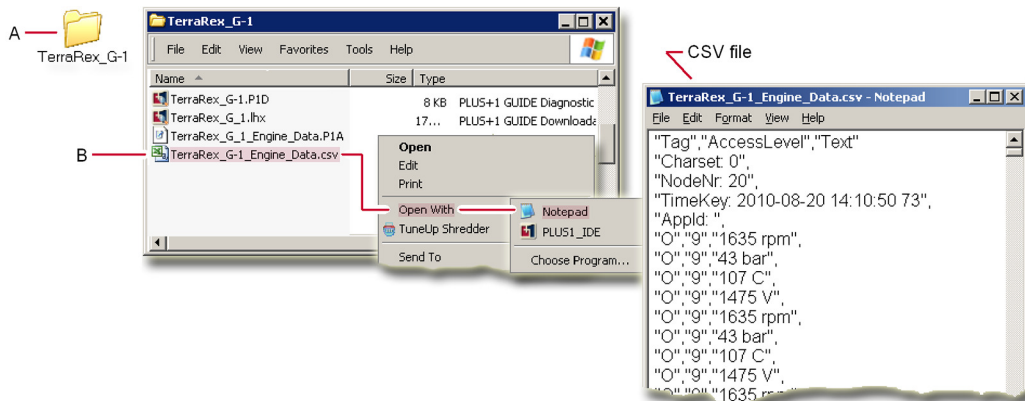 A
TerraRex_G-1
B
TerraRex_G-1
File Edit View Favorites Tools Help
Name Size Type
TerraRex_G-1.P1D 8 KB PLUS+1 GUIDE Diagnostic
TerraRex_G_1.lhx 17... PLUS+1 GUIDE Downloada
TerraRex_G_1_Engine_Data.P1A
TerraRex_G-1_Engine_Data.csv
Open
Edit
Print
Open With
TuneUp Shredder
Send To
Notepad
PLUS1_IDE
Choose Program...
CSV file
TerraRex_G-1_Engine_Data.csv - Notepad
File Edit Format View Help
"Tag","AccessLevel","Text"
"Charset: 0",
"NodeNr: 20",
"TimeKey: 2010-08-20 14:10:50 73",
"AppId: ",
"O","9","1635 rpm",
"O","9","43 bar",
"O","9","107 C",
"O","9","1475 V",
"O","9","1635 rpm",
"O","9","43 bar",
"O","9","107 C",
"O","9","1475 V",
"O","9","1635 rpm",